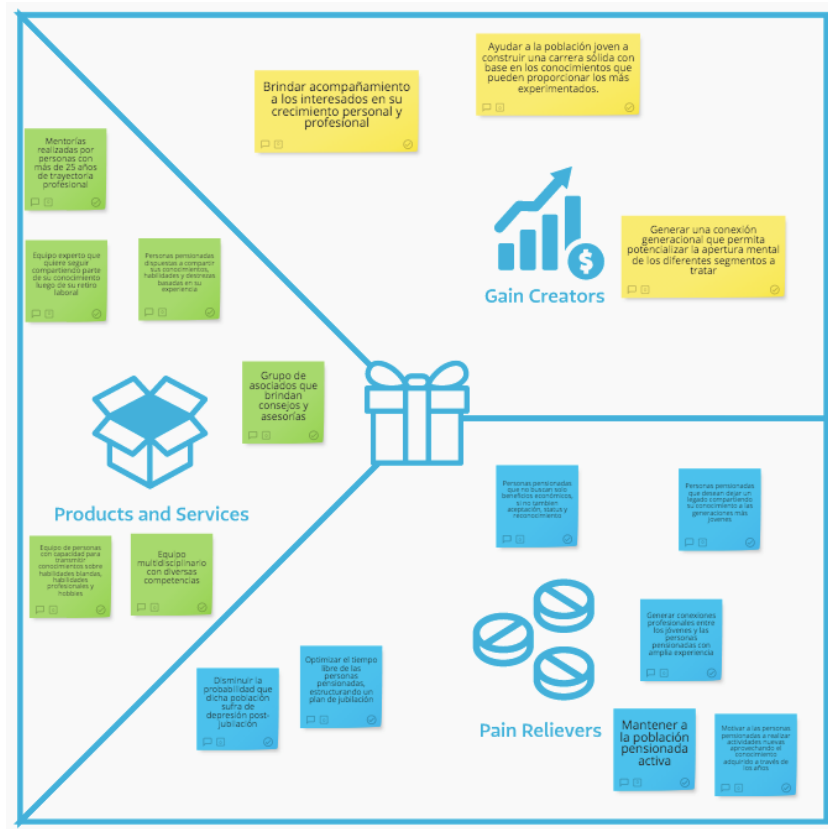 Ayudar a la población joven a
construir una carrera sólida con
base en los conocimientos que
pueden proporcionar los más
experimentados.
Brindar acompañamiento
a los interesados en su
crecimiento personal y
profesional
Generar una conexión
generacional que permita
potencializar la apertura mental
de los diferentes segmentos a
tratar
Gain Creators
Mentorías
realizadas por
personas con
más de 25 años
de trayectoria
profesional
Equipo experto que
quiere seguir
compartiendo parte
de su conocimiento
luego de su retiro
laboral
Personas pensionadas
dispuestas a compartir
sus conocimientos,
habilidades y destrezas
basadas en su
experiencia
Grupo de
asociados que
brindan
consejos y
asesorías
Products and Services
Equipo de personas
con capacidad para
transmitir
conocimientos sobre
habilidades blandas,
habilidades
profesionales y
hobbies
Equipo
multidisciplinario
con diversas
competencias
Personas pensionadas
que no buscan solo
beneficios económicos,
si no tambien
aceptación, status y
reconocimiento
Personas pensionadas
que desean dejar un
legado compartiendo
su conocimiento a las
generaciones más
jóvenes
Generar conexiones
profesionales entre
los jóvenes y las
personas
pensionadas con
amplia experiencia
Disminuir la
probabilidad que
dicha población
sufra de
depresión post-
jubilación
Optimizar el tiempo
libre de las
personas
pensionadas,
estructurando un
plan de jubilación
Pain Relievers
Mantener a
la población
pensionada
activa
Motivar a las personas
pensionadas a realizar
actividades nuevas
aprovechando el
conocimiento
adquirido a través de
los años